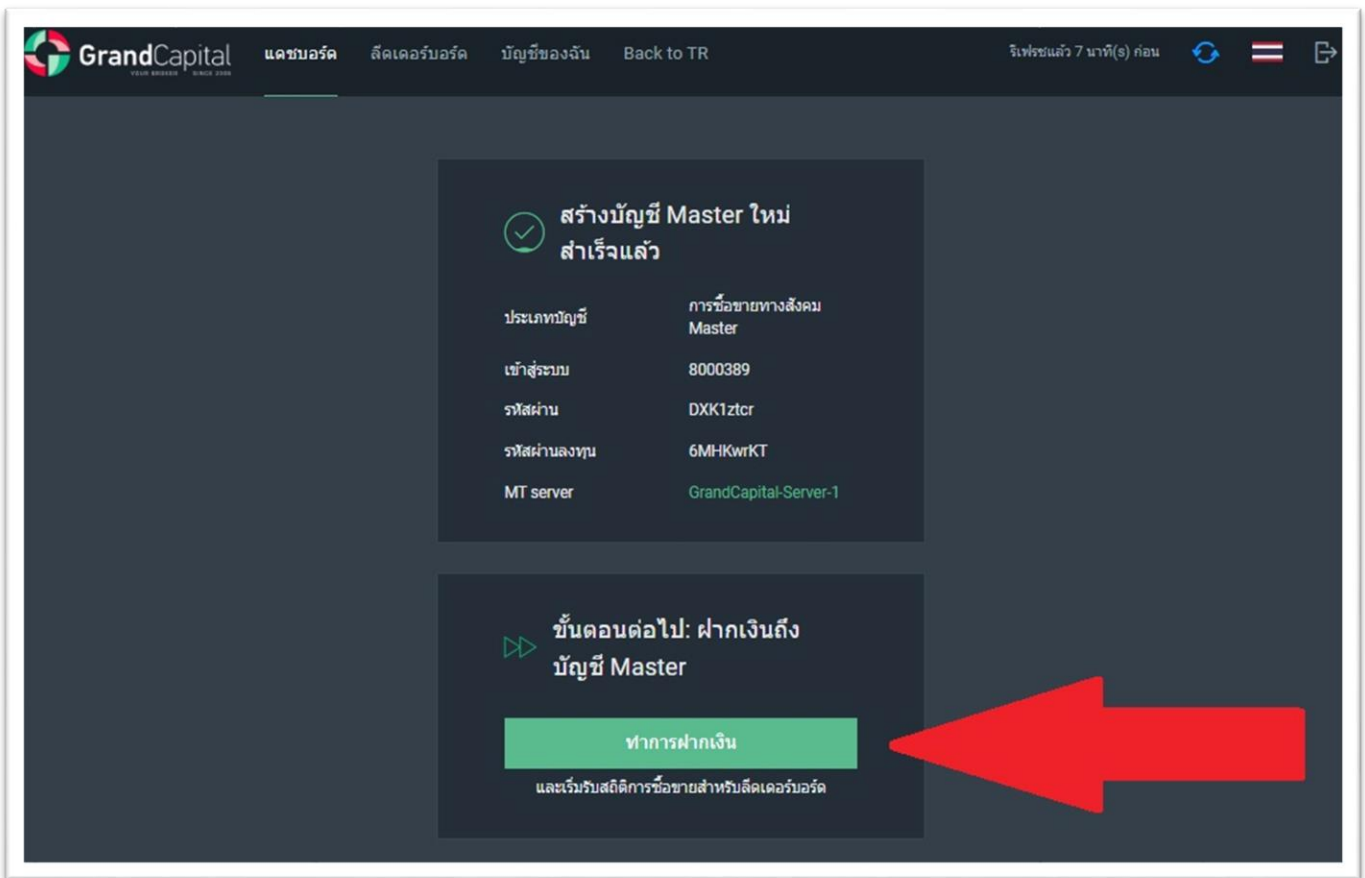 GrandCapital
YOUR BROKER SINCE 2006
แดชบอร์ด
ลีดเดอร์บอร์ด
บัญชีของฉัน
Back to TR
รีเฟรชแล้ว 7 นาที(s) ก่อน
สร้างบัญชี Master ใหม่
สำเร็จแล้ว
ประเภทบัญชี
การซื้อขายทางสังคม
Master
เข้าสู่ระบบ
8000389
รหัสผ่าน
DXK1ztcr
รหัสผ่านลงทุน
6MHKwrKT
MT server
GrandCapital-Server-1
ขั้นตอนต่อไป: ฝากเงินถึง
บัญชี Master
ทำการฝากเงิน
และเริ่มรับสถิติการซื้อขายสำหรับลีดเดอร์บอร์ด